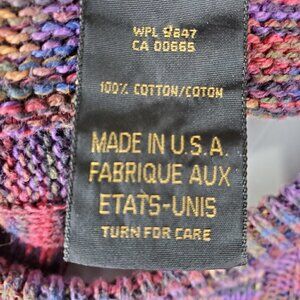 WPL 9847
CA 00665
100% COTTON/COTON
MADE IN U.S.A.
FABRIQUE AUX
ETATS-UNIS
TURN FOR CARE